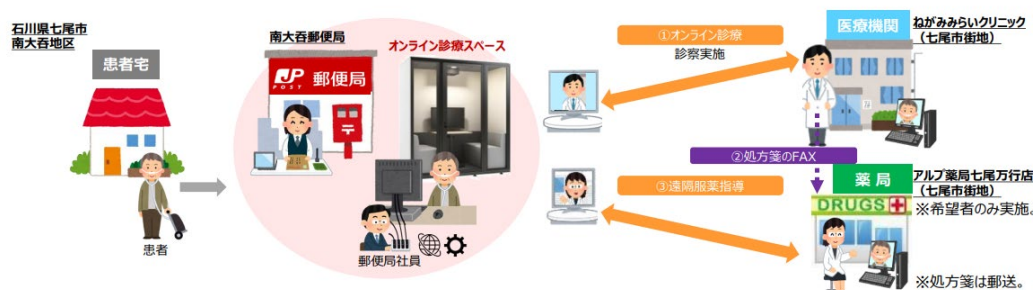 石川県七尾市
南大呑地区
患者宅
患者
南大呑郵便局
オンライン診療スペース
JP
POST
郵便局
〒
郵便局社員
①オンライン診療
診察実施
②処方箋のFAX
③遠隔服薬指導
医療機関
ねがみみらいクリニック
(七尾市街地)
薬局
アルプ薬局七尾万行店
(七尾市街地)
DRUGS
※希望者のみ実施。
※処方箋は郵送。